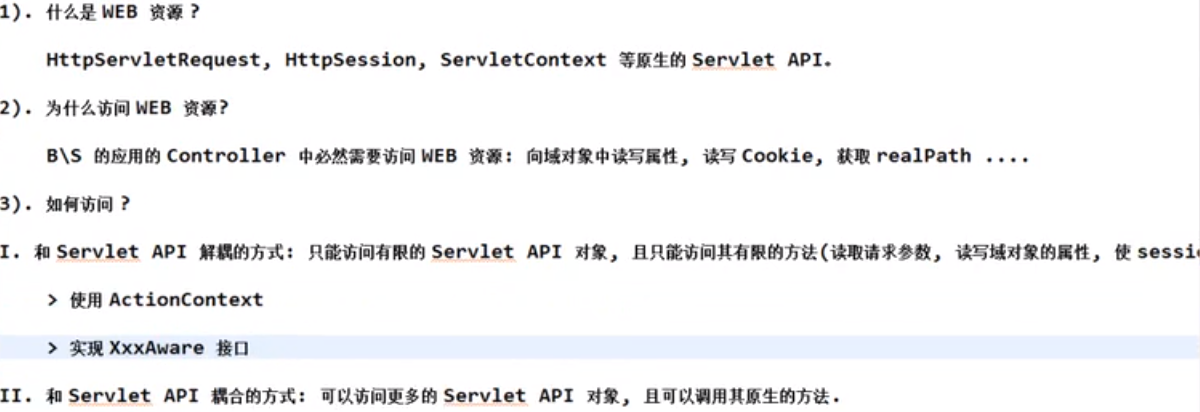 1). 什么是 WEB 资源 ?
HttpServletRequest, HttpSession, ServletContext 等原生的 Servlet API。
2). 为什么访问 WEB 资源?
B\S 的应用的 Controller 中必然需要访问 WEB 资源: 向域对象中读写属性, 读写 Cookie, 获取 realPath ....
3). 如何访问 ?
I. 和 Servlet API 解耦的方式: 只能访问有限的 Servlet API 对象, 且只能访问其有限的方法(读取请求参数, 读写域对象的属性, 使 sessi
> 使用 ActionContext
> 实现 XxxAware 接口
II. 和 Servlet API 耦合的方式: 可以访问更多的 Servlet API 对象, 且可以调用其原生的方法.